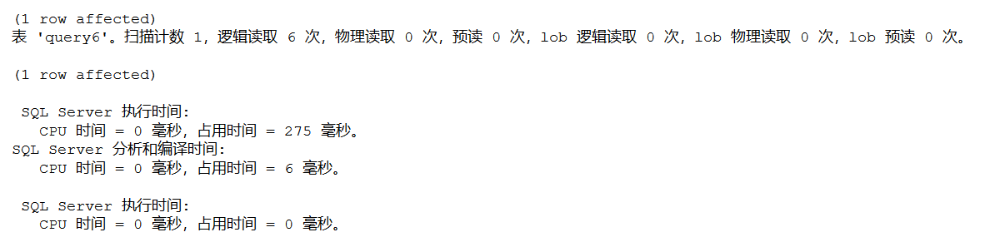 (1 row affected)
表 'query6'。扫描计数 1，逻辑读取 6 次，物理读取 0 次，预读 0 次，lob 逻辑读取 0 次，lob 物理读取 0 次，lob 预读 0 次。
(1 row affected)
SQL Server 执行时间:
CPU 时间 = 0 毫秒，占用时间 = 275 毫秒。
SQL Server 分析和编译时间:
CPU 时间 = 0 毫秒，占用时间 = 6 毫秒。
SQL Server 执行时间:
CPU 时间 = 0 毫秒，占用时间 = 0 毫秒。